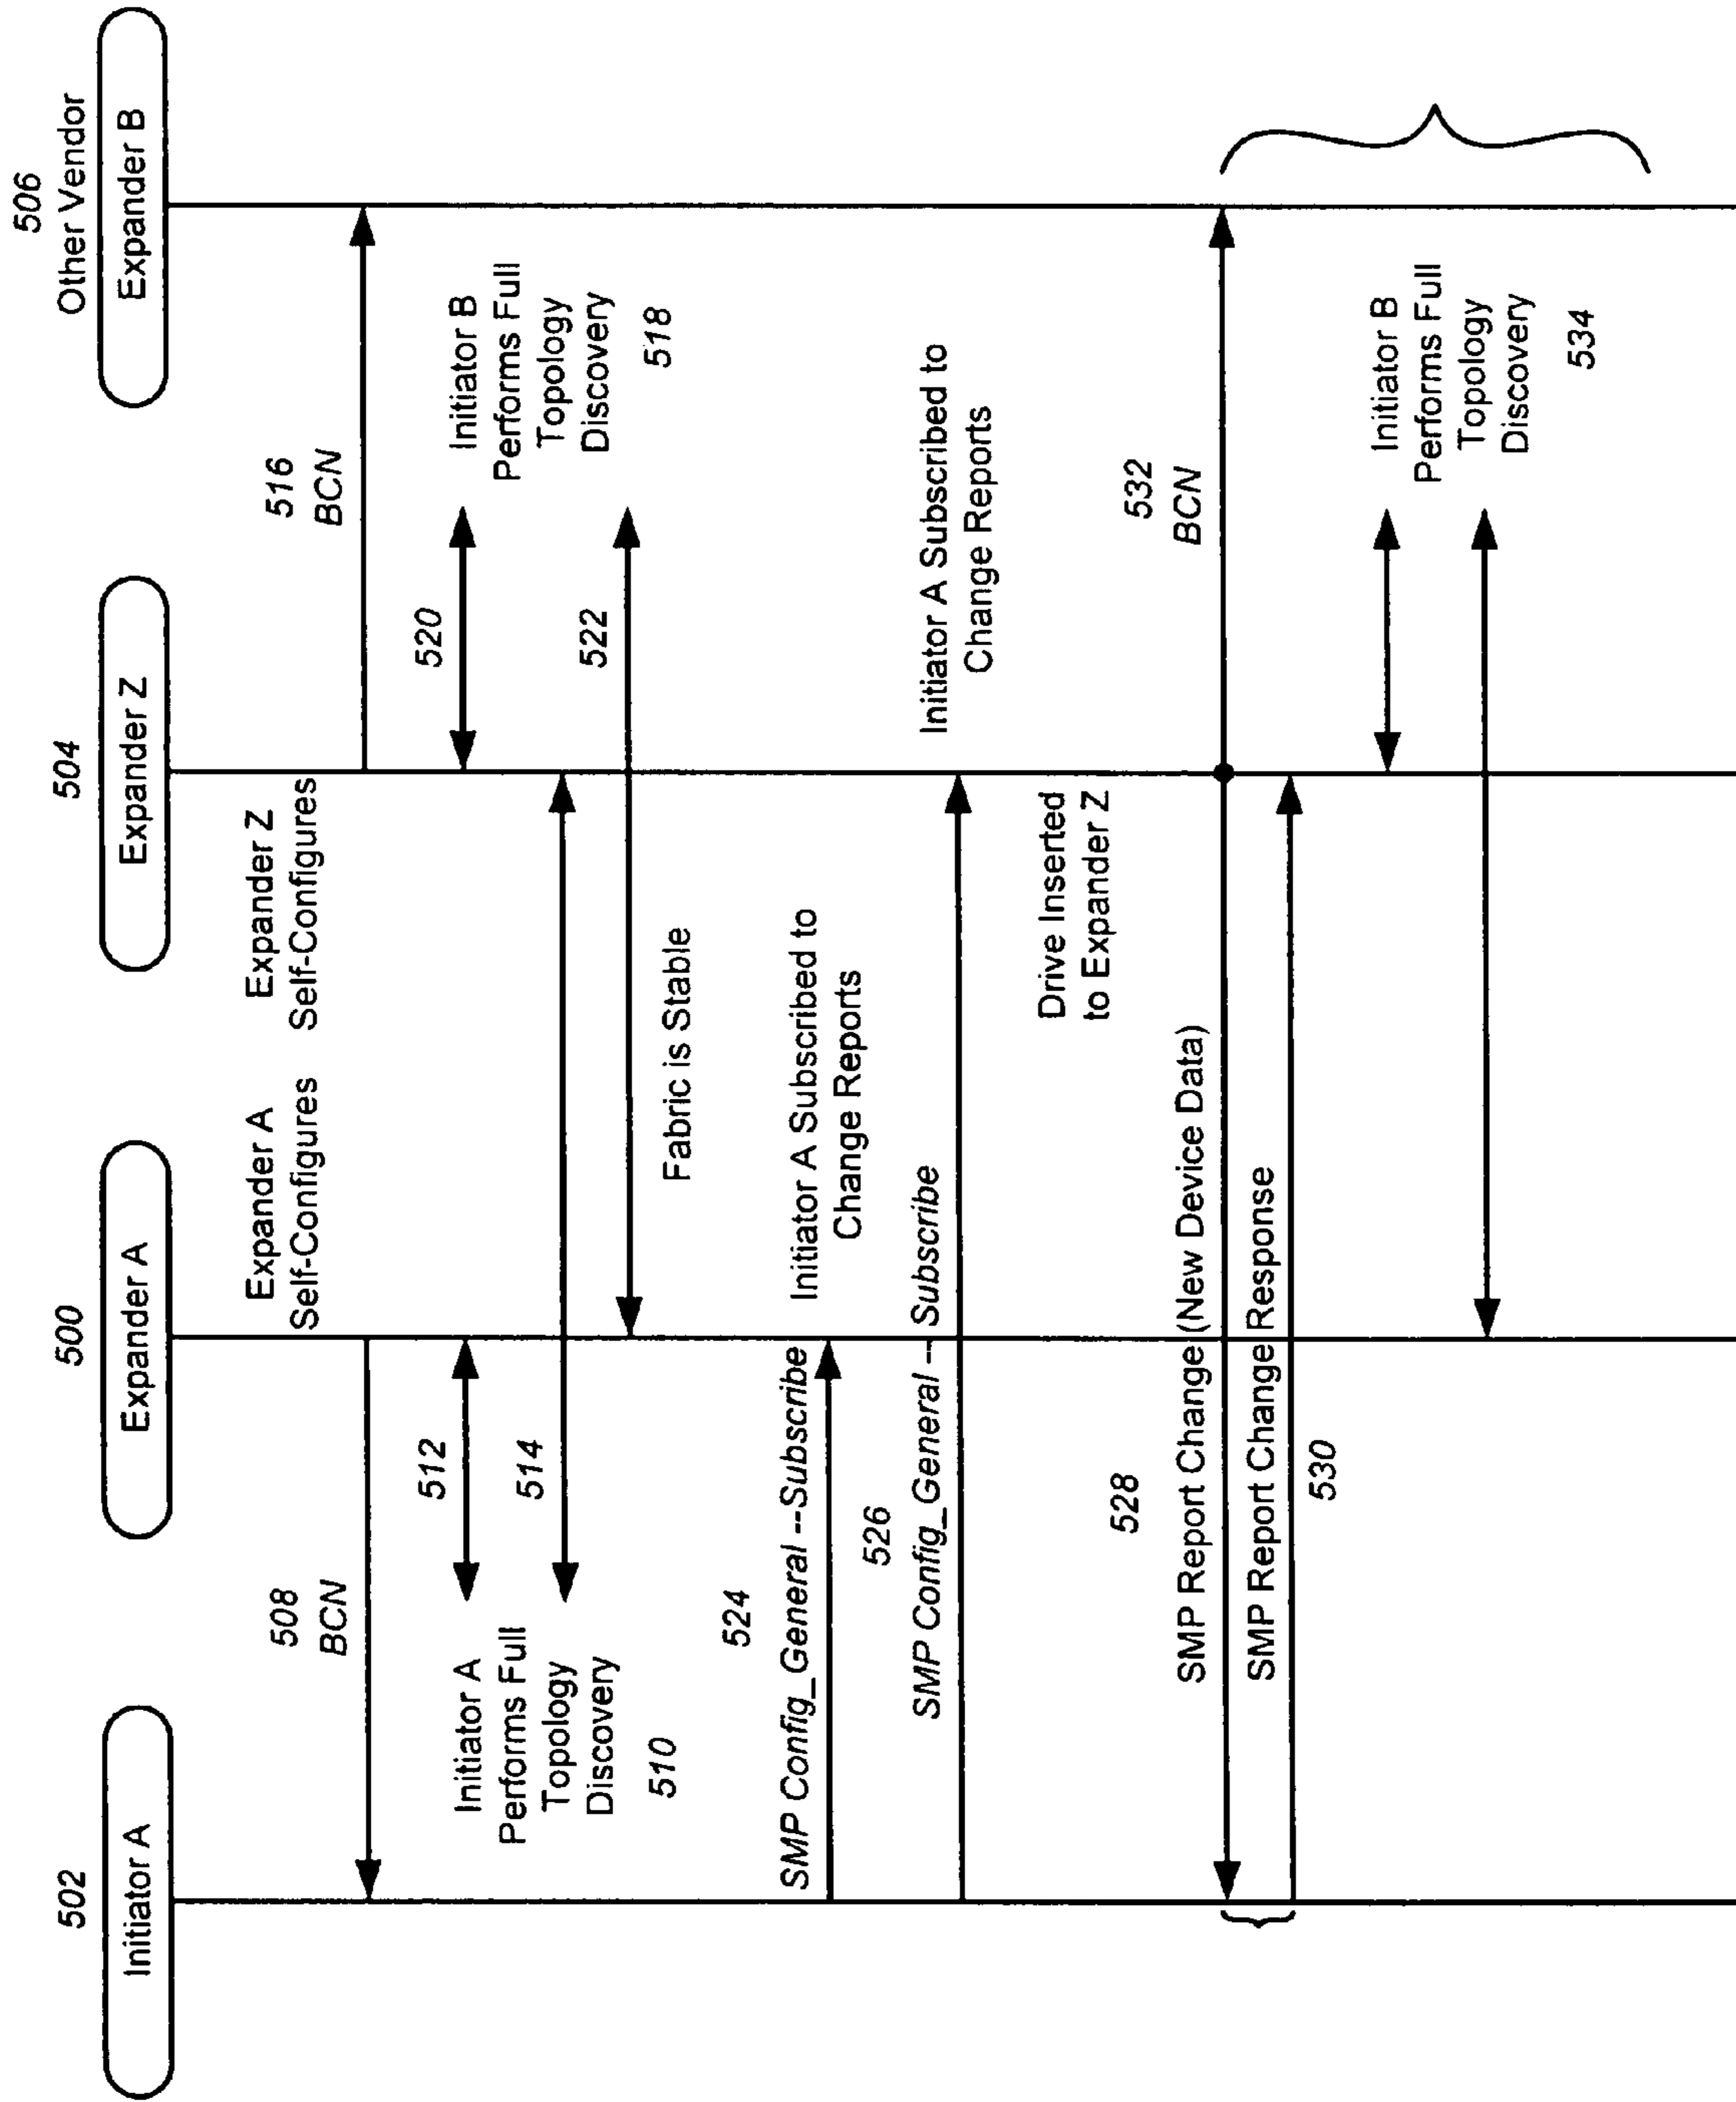 502
Initiator A
500
Expander A
504
Expander Z
506
Other Vendor
Expander B
Expander A
Self-Configures
Expander Z
Self-Configures
508
BCN
516
BCN
512
514
Initiator A
Performs Full
Topology
Discovery
510
520
522
Initiator B
Performs Full
Topology
Discovery
518
Fabric is Stable
524
SMP Config_General --Subscribe
Initiator A Subscribed to
Change Reports
526
SMP Config_General -- Subscribe
Initiator A Subscribed to
Change Reports
Drive Inserted
to Expander Z
528
SMP Report Change (New Device Data)
SMP Report Change Response
530
532
BCN
Initiator B
Performs Full
Topology
Discovery
534